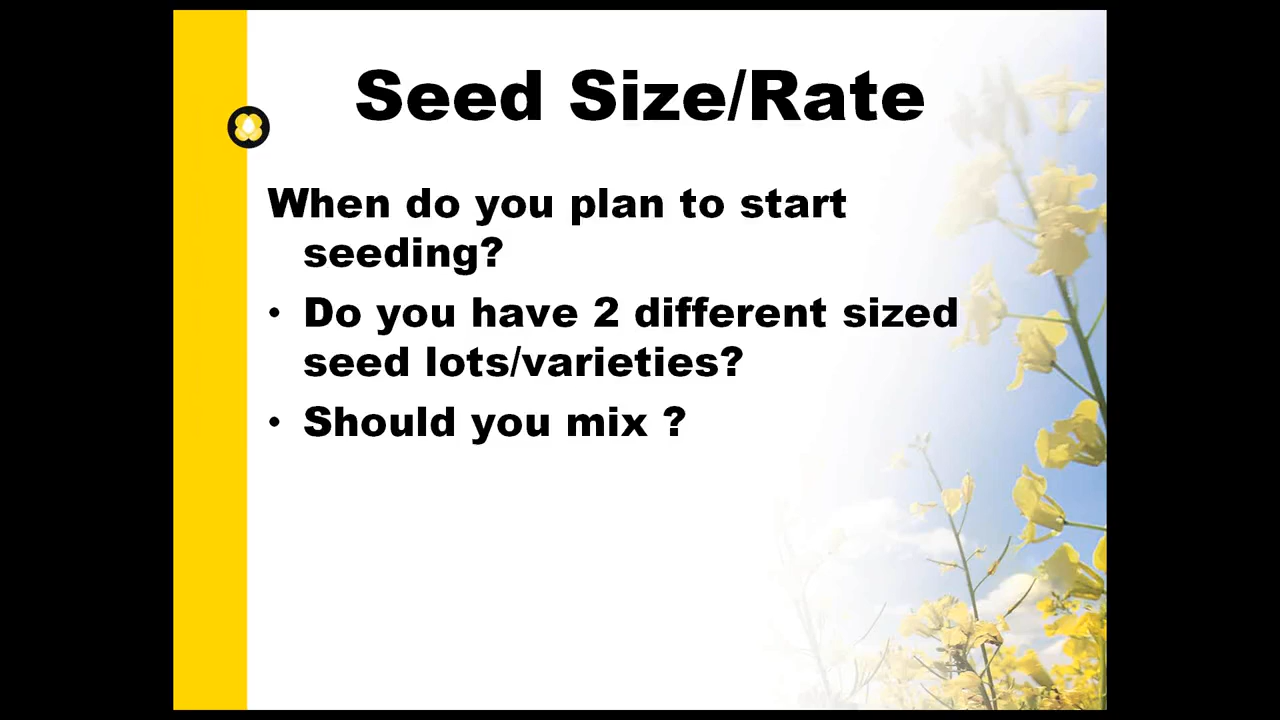 Seed Size/Rate
When do you plan to start
seeding?
• Do you have 2 different sized
seed lots/varieties?
• Should you mix ?